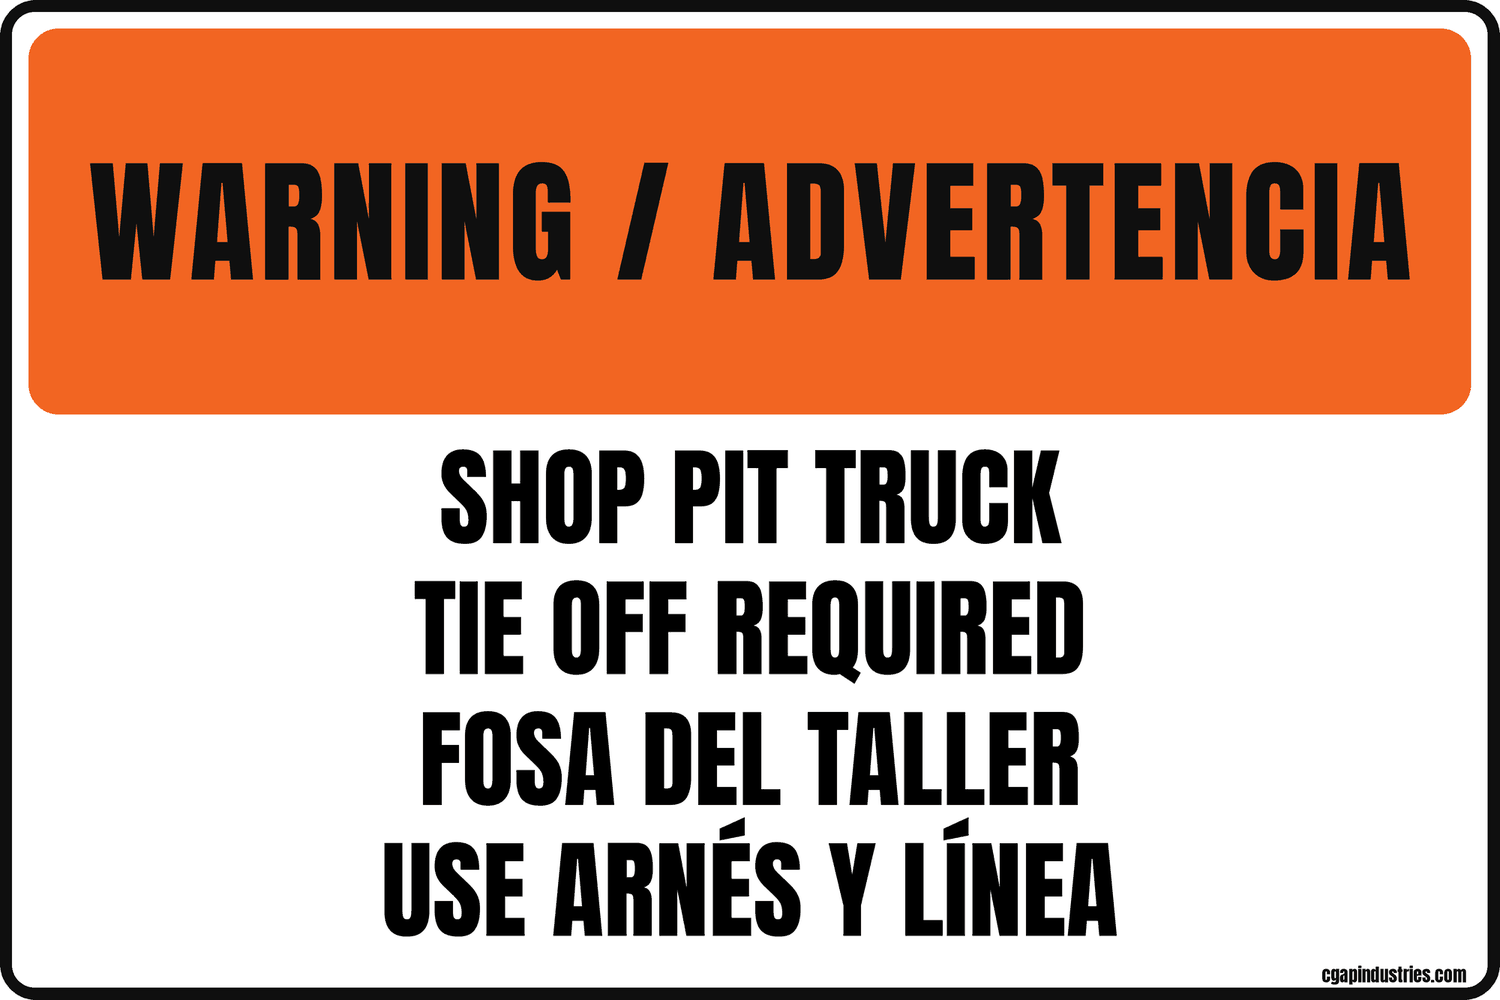 WARNING / ADVERTENCIA
SHOP PIT TRUCK
TIE OFF REQUIRED
FOSA DEL TALLER
USE ARNÉS Y LÍNEA
cgapindustries.com